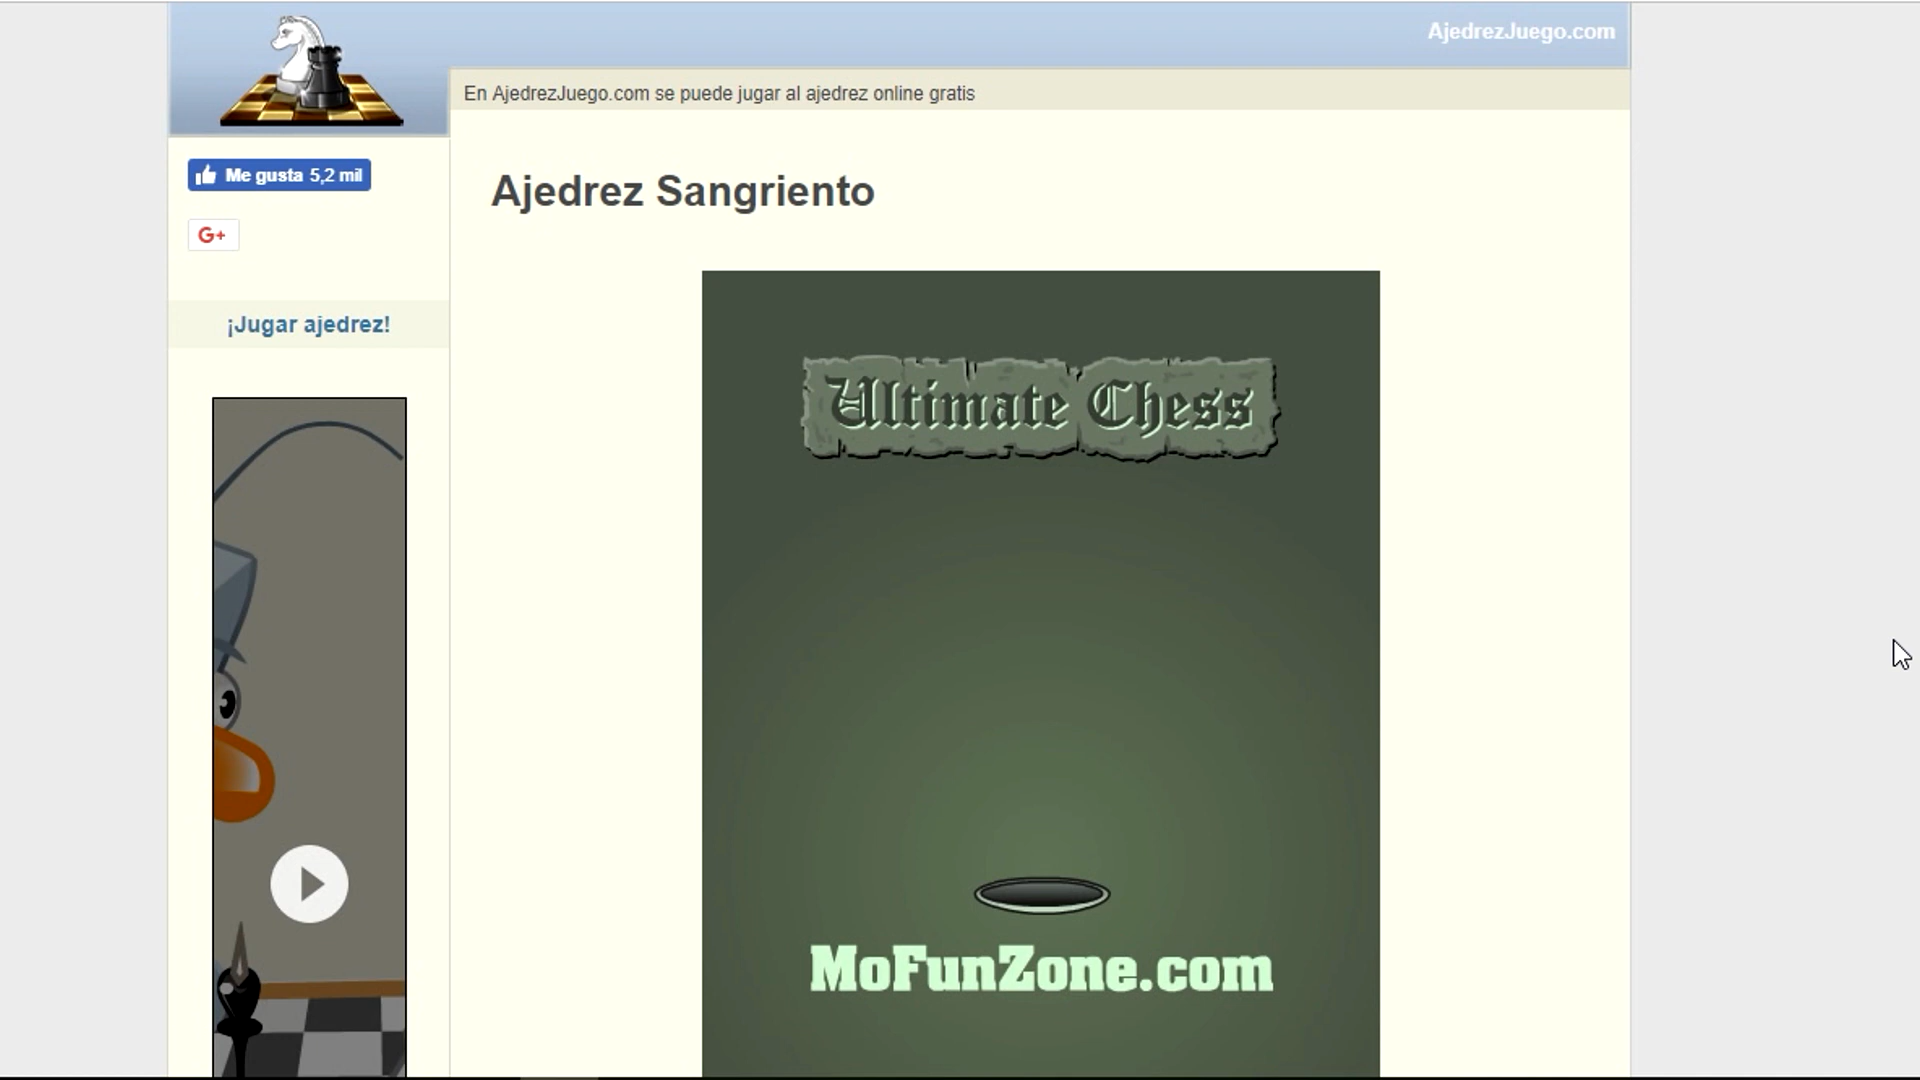 AjedrezJuego.com
En AjedrezJuego.com se puede jugar al ajedrez online gratis
Me gusta 5,2 mil
G+
Ajedrez Sangriento
¡Jugar ajedrez!
Ultimate Chess
MoFunZone.com